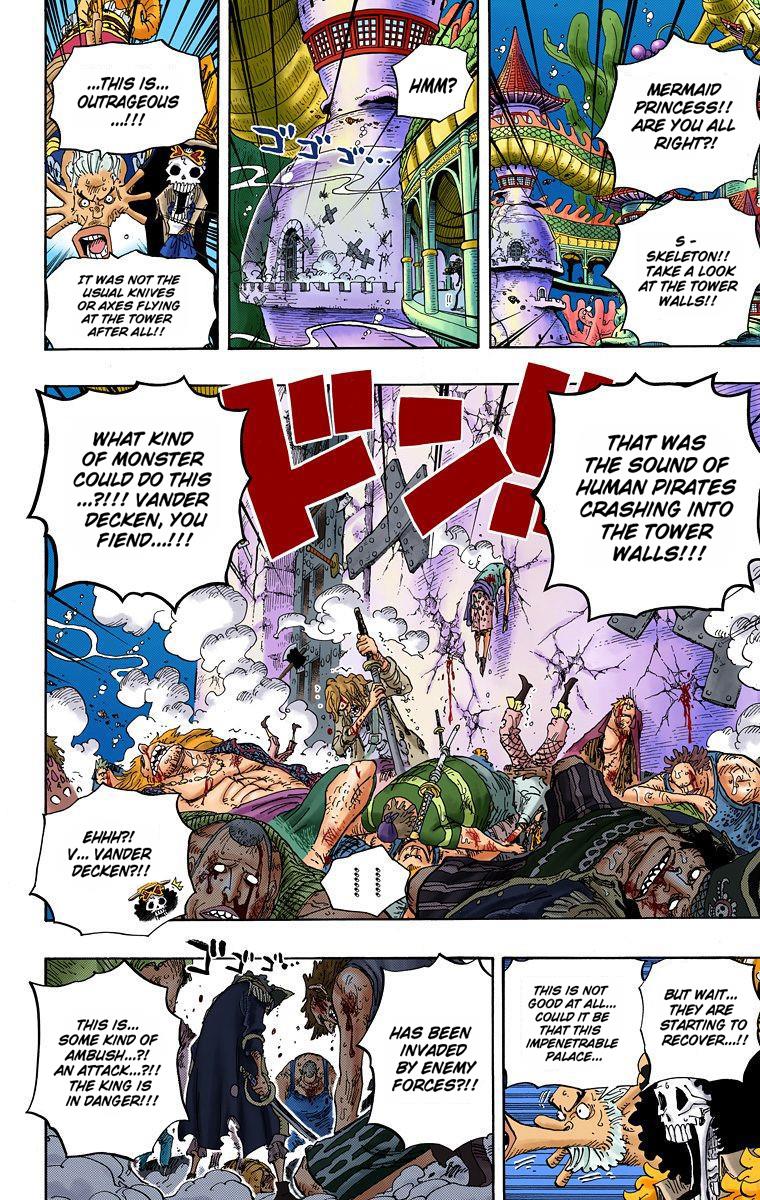 MERMAID
PRINCESS!!
ARE YOU ALL
RIGHT?!
S -
SKELETON!!
TAKE A LOOK
AT THE TOWER
WALLS!!
HMM?
ゴゴゴゴ...
...THIS IS...
OUTRAGEOUS
...!!!
IT WAS NOT THE
USUAL KNIVES
OR AXES FLYING
AT THE TOWER
AFTER ALL!!
THAT WAS
THE SOUND OF
HUMAN PIRATES
CRASHING INTO
THE TOWER
WALLS!!!
ドン!
WHAT KIND
OF MONSTER
COULD DO THIS
...?!!! VANDER
DECKEN, YOU
FIEND...!!!
EHHH?!
V... VANDER
DECKEN?!!
BUT WAIT...
THEY ARE
STARTING TO
RECOVER...!!
THIS IS NOT
GOOD AT ALL...
COULD IT BE
THAT THIS
IMPENETRABLE
PALACE...
ゴゴゴ...
HAS BEEN
INVADED
BY ENEMY
FORCES?!!
THIS IS...
SOME KIND OF
AMBUSH...?!
AN ATTACK...?!!
THE KING IS
IN DANGER!!!